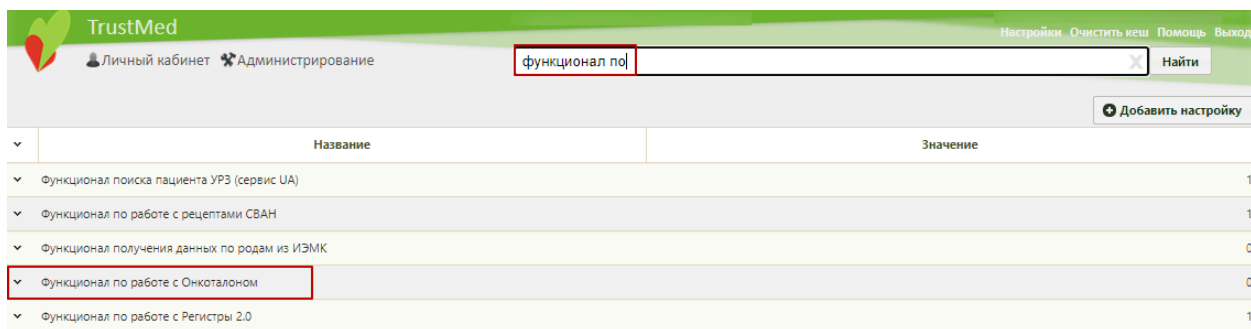 TrustMed
Настройки Очистить кеш Помощь Выход
Личный кабинет Администрирование
функционал по
X Найти
Добавить настройку
Название Значение
Функционал поиска пациента УРЗ (сервис UA) 1
Функционал по работе с рецептами СВАН 1
Функционал получения данных по родам из ИЭМК 0
Функционал по работе с Онкоталоном 0
Функционал по работе с Регистры 2.0 1